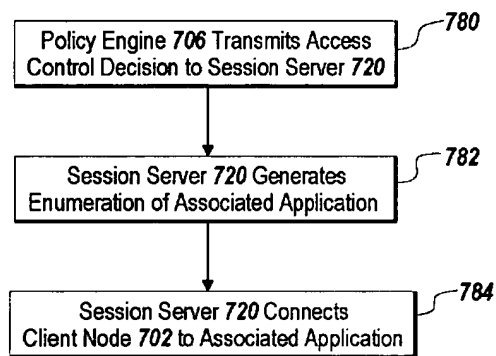 780
Policy Engine 706 Transmits Access
Control Decision to Session Server 720
782
Session Server 720 Generates
Enumeration of Associated Application
784
Session Server 720 Connects
Client Node 702 to Associated Application